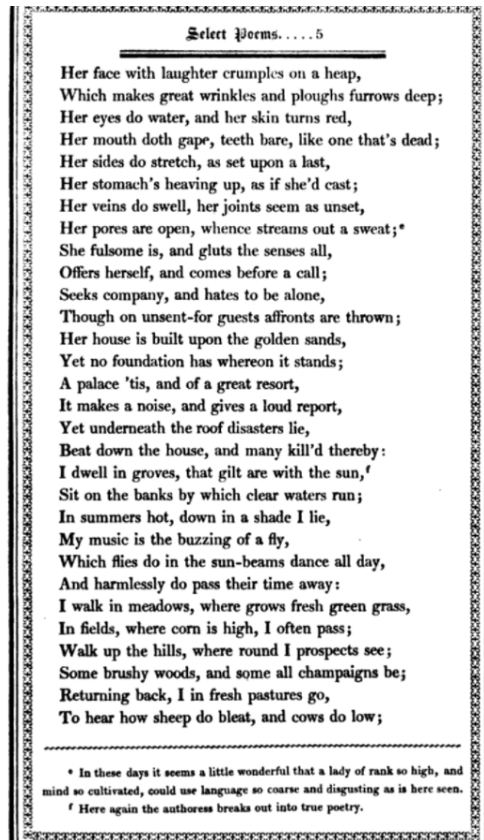 Select Poems.....5
Her face with laughter crumples on a heap,
Which makes great wrinkles and ploughs furrows deep;
Her eyes do water, and her skin turns red,
Her mouth doth gape, teeth bare, like one that's dead;
Her sides do stretch, as set upon a last,
Her stomach's heaving up, as if she'd cast;
Her veins do swell, her joints seem as unset,
Her pores are open, whence streams out a sweat;*
She fulsome is, and gluts the senses all,
Offers herself, and comes before a call;
Seeks company, and hates to be alone,
Though on unsent-for guests affronts are thrown;
Her house is built upon the golden sands,
Yet no foundation has whereon it stands;
A palace 'tis, and of a great resort,
It makes a noise, and gives a loud report,
Yet underneath the roof disasters lie,
Beat down the house, and many kill'd thereby:
I dwell in groves, that gilt are with the sun,f
Sit on the banks by which clear waters run;
In summers hot, down in a shade I lie,
My music is the buzzing of a fly,
Which flies do in the sun-beams dance all day,
And harmlessly do pass their time away:
I walk in meadows, where grows fresh green grass,
In fields, where corn is high, I often pass;
Walk up the hills, where round I prospects see;
Some brushy woods, and some all champaigns be;
Returning back, I in fresh pastures go,
To hear how sheep do bleat, and cows do low;
* In these days it seems a little wonderful that a lady of rank so high, and
mind so cultivated, could use language so coarse and disgusting as is here seen.
f Here again the authoress breaks out into true poetry.